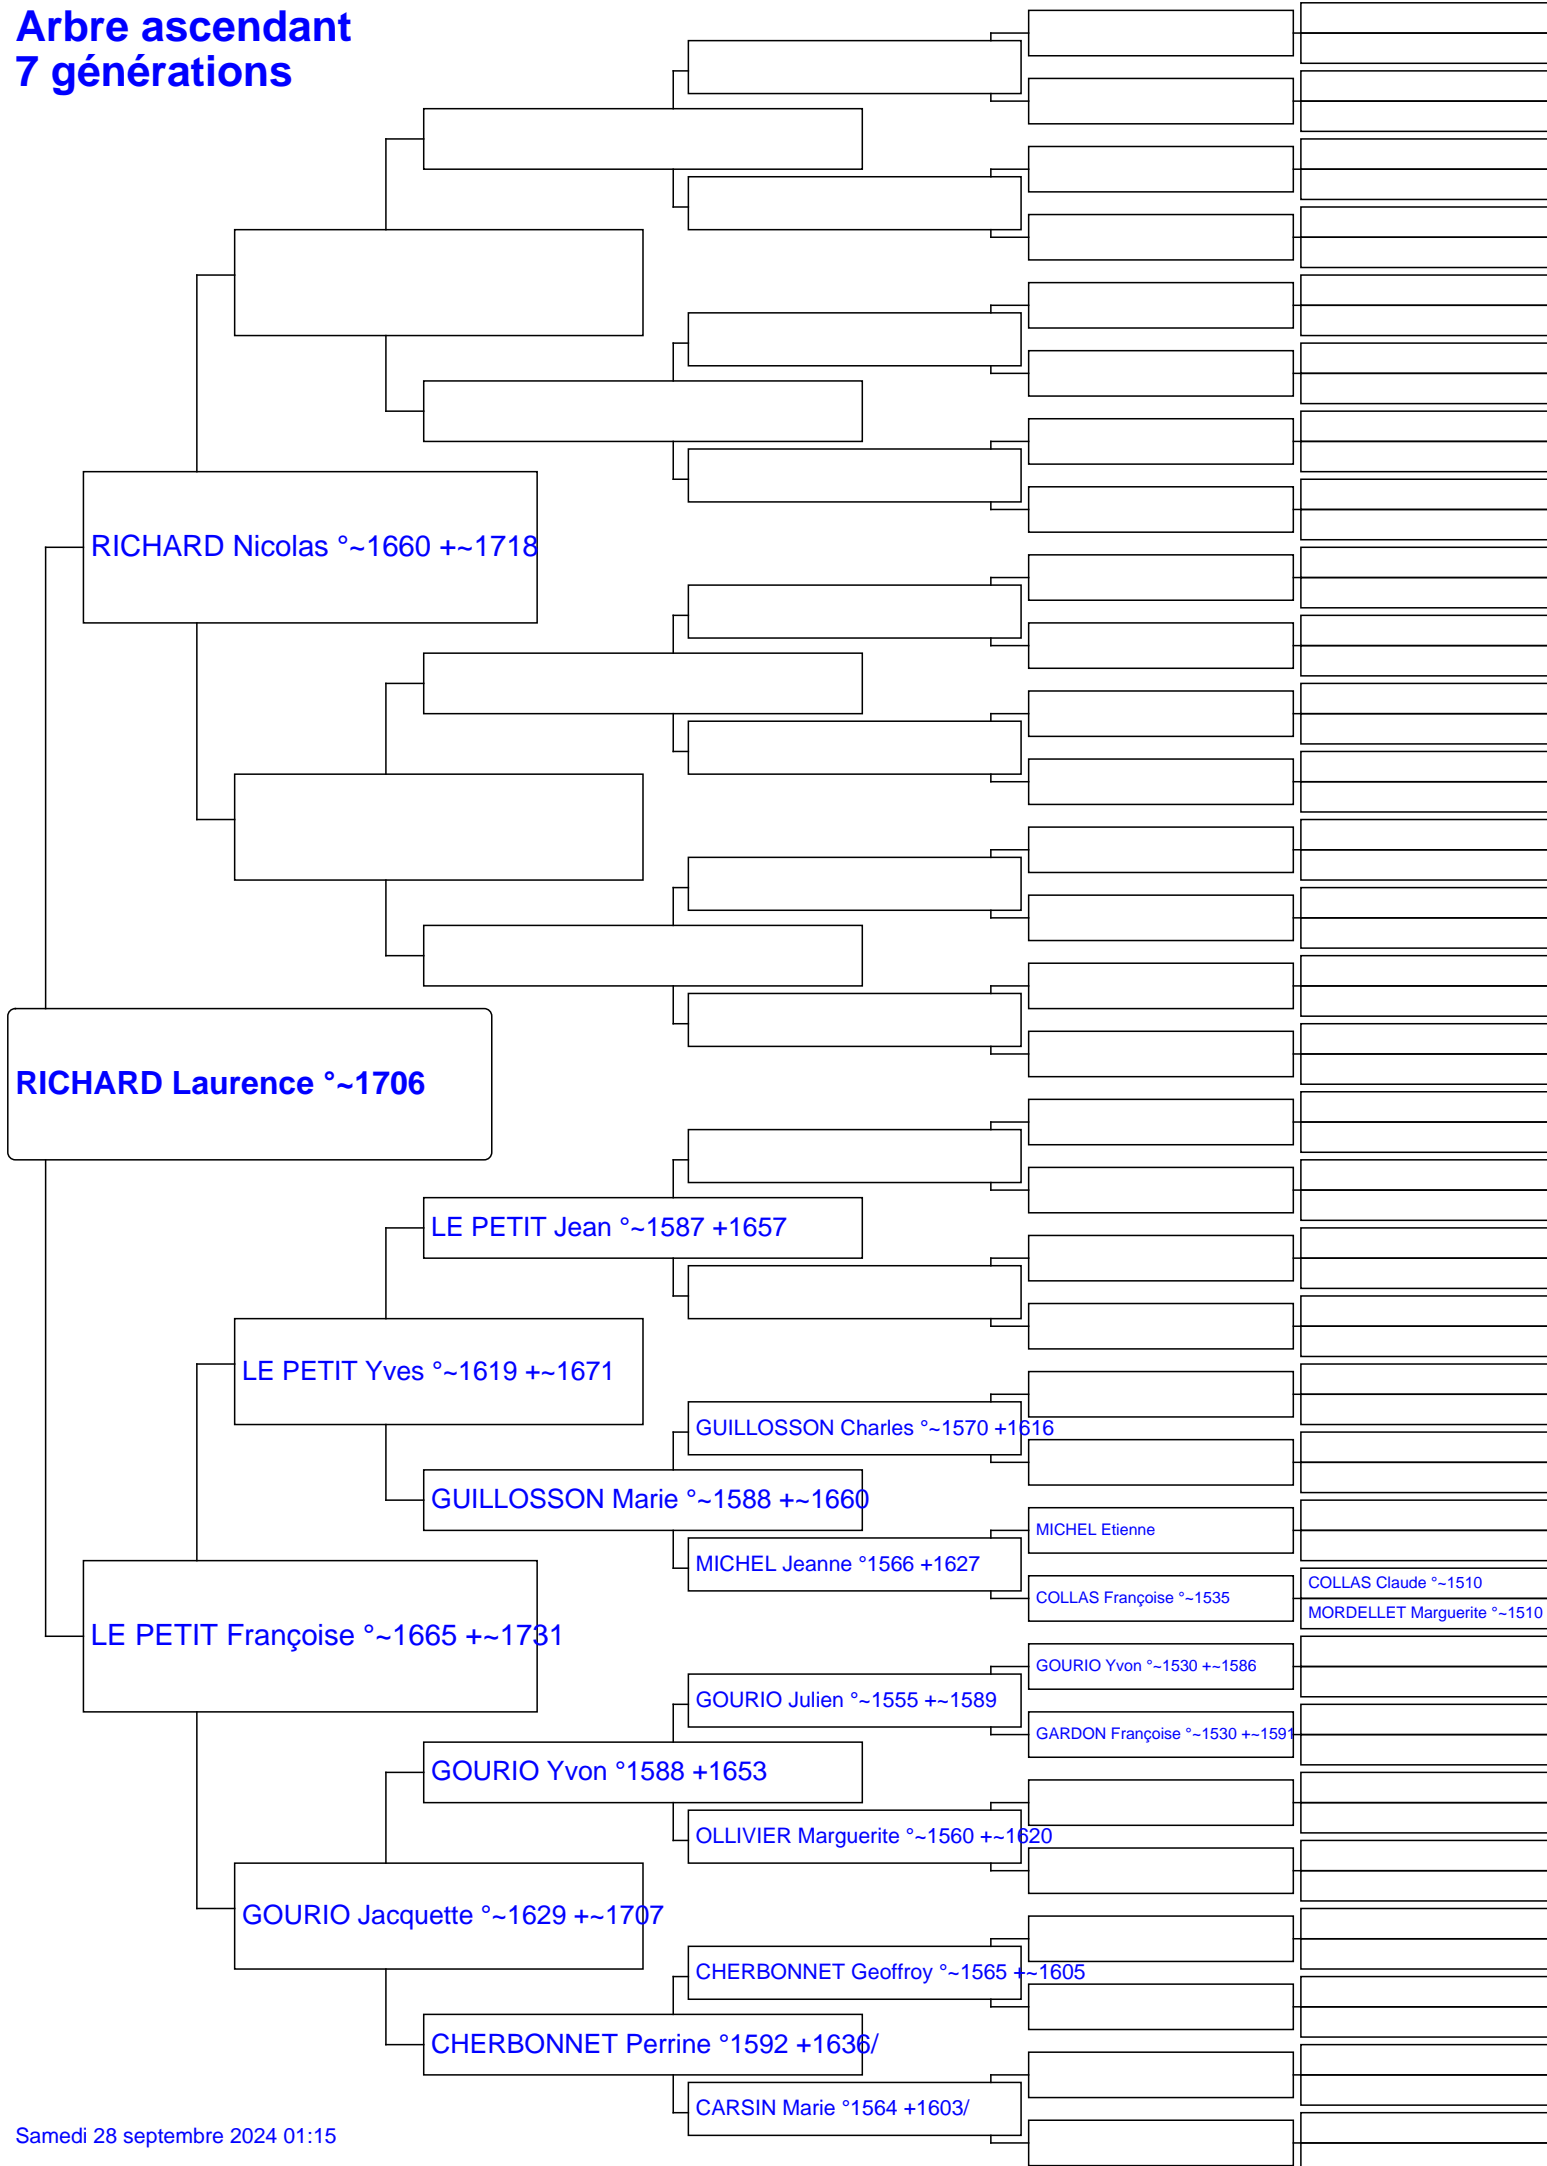 Arbre ascendant
7 générations
RICHARD Nicolas °~1660 +~1718
RICHARD Laurence °~1706
LE PETIT Jean °~1587 +1657
LE PETIT Yves °~1619 +~1671
GUILLOSSON Charles °~1570 +1616
GUILLOSSON Marie °~1588 +~1660
MICHEL Etienne
MICHEL Jeanne °1566 +1627
COLLAS Claude °~1510
COLLAS Françoise °~1535
MORDELLET Marguerite °~1510
LE PETIT Françoise °~1665 +~1731
GOURIO Yvon °~1530 +~1586
GOURIO Julien °~1555 +~1589
GARDON Françoise °~1530 +~1591
GOURIO Yvon °1588 +1653
OLLIVIER Marguerite °~1560 +~1620
GOURIO Jacquette °~1629 +~1707
CHERBONNET Geoffroy °~1565 +~1605
CHERBONNET Perrine °1592 +1636/
CARSIN Marie °1564 +1603/
Samedi 28 septembre 2024 01:15